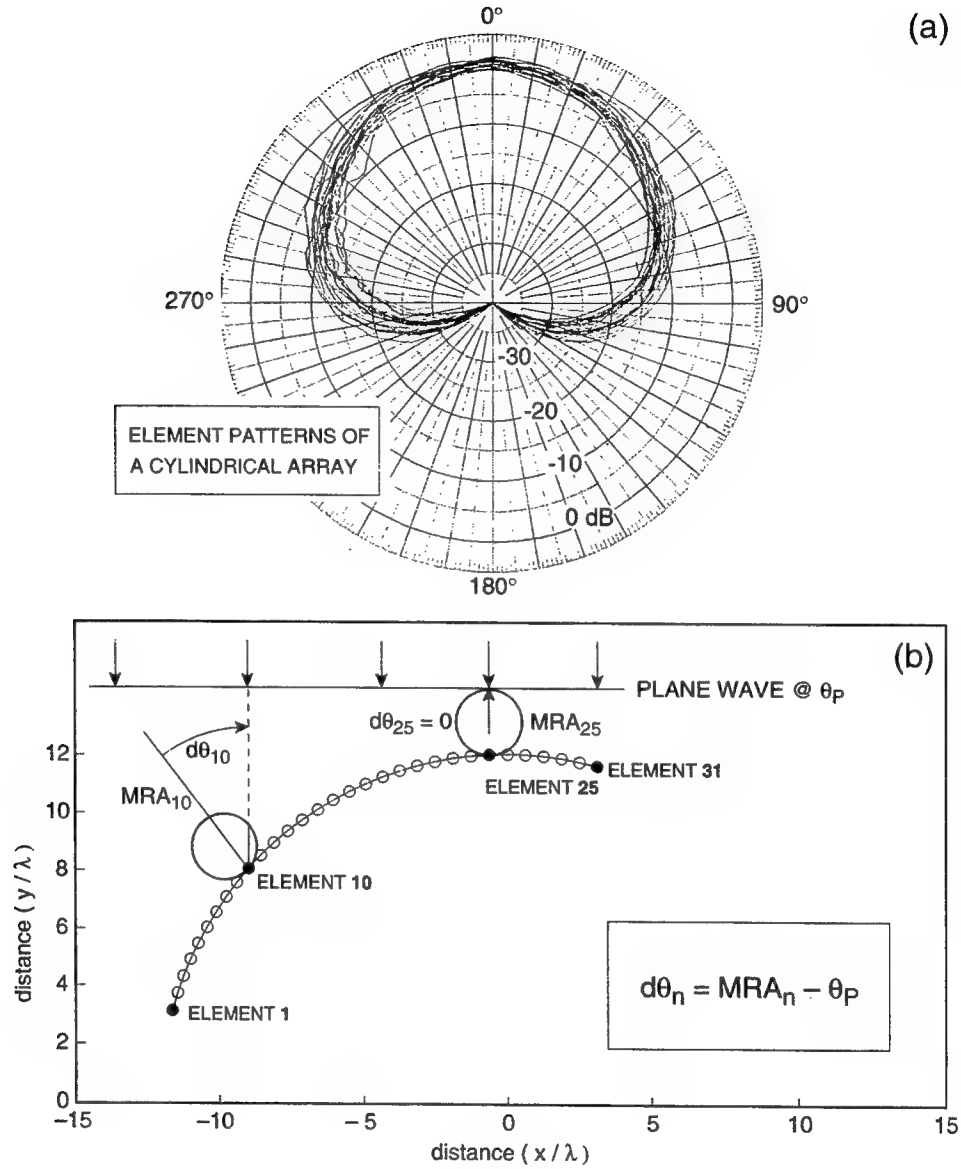 (a)
0°
270°
90°
-30
-20
-10
0 dB
180°
ELEMENT PATTERNS OF
A CYLINDRICAL ARRAY
(b)
PLANE WAVE @ θP
dθ25 = 0
MRA25
dθ10
MRA10
ELEMENT 31
ELEMENT 25
ELEMENT 10
ELEMENT 1
dθn = MRAn – θP
12
10
8
6
4
2
0
distance ( y / λ )
−15
−10
−5
0
5
10
15
distance ( x / λ )